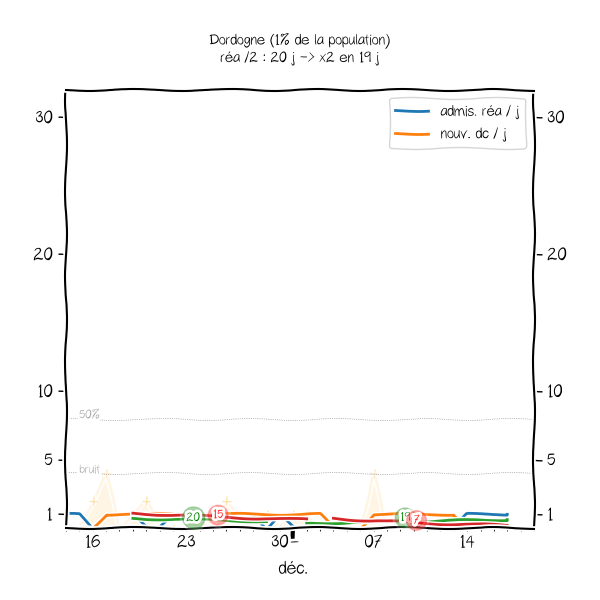 Dordogne (1% de la population)
réa /2 : 20 j -> x2 en 19 j
admis. réa / j
nouv. dc / j
30 30
20 20
10 10
50%
5 5
bruit
1 1
20 15 19 17
16 23 30 07 14
déc.